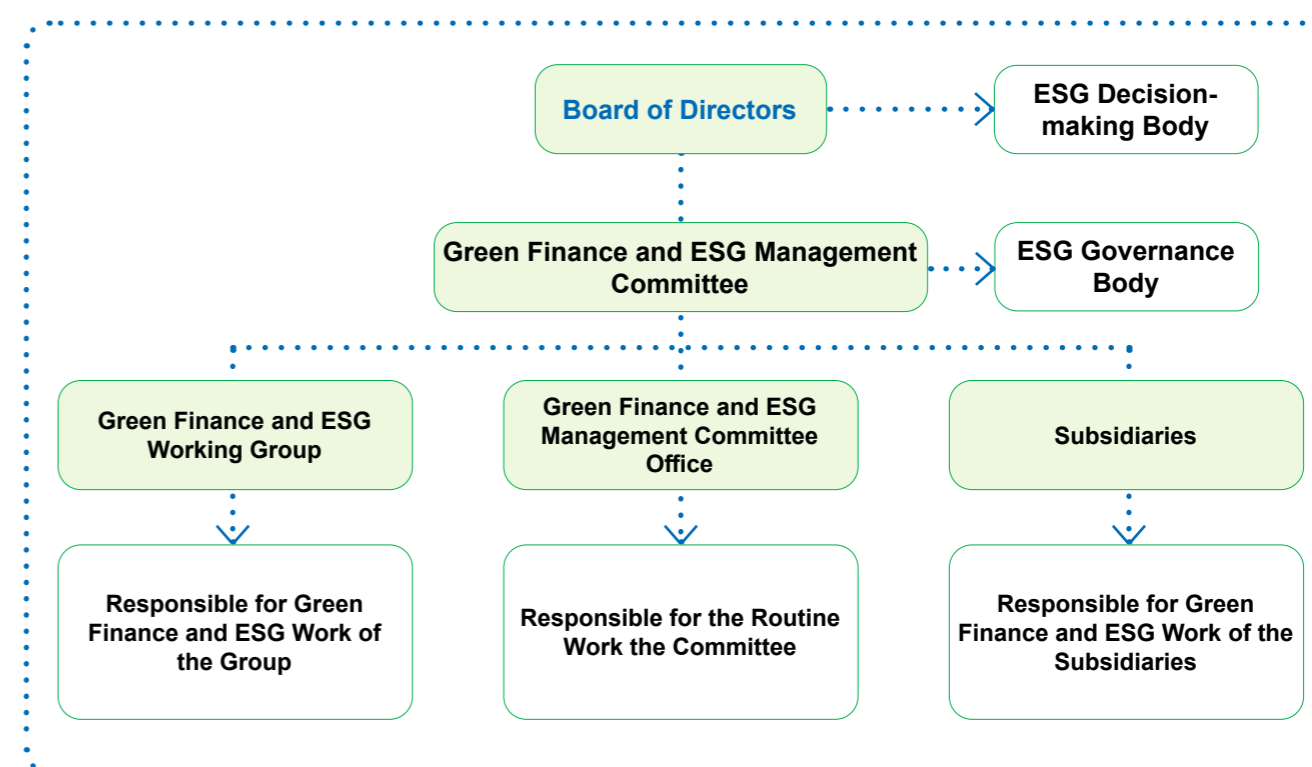 Board of Directors
ESG Decision-
making Body
Green Finance and ESG Management
Committee
ESG Governance
Body
Green Finance and ESG
Working Group
Green Finance and ESG
Management Committee
Office
Subsidiaries
Responsible for Green
Finance and ESG Work of
the Group
Responsible for the Routine
Work the Committee
Responsible for Green
Finance and ESG Work of the
Subsidiaries